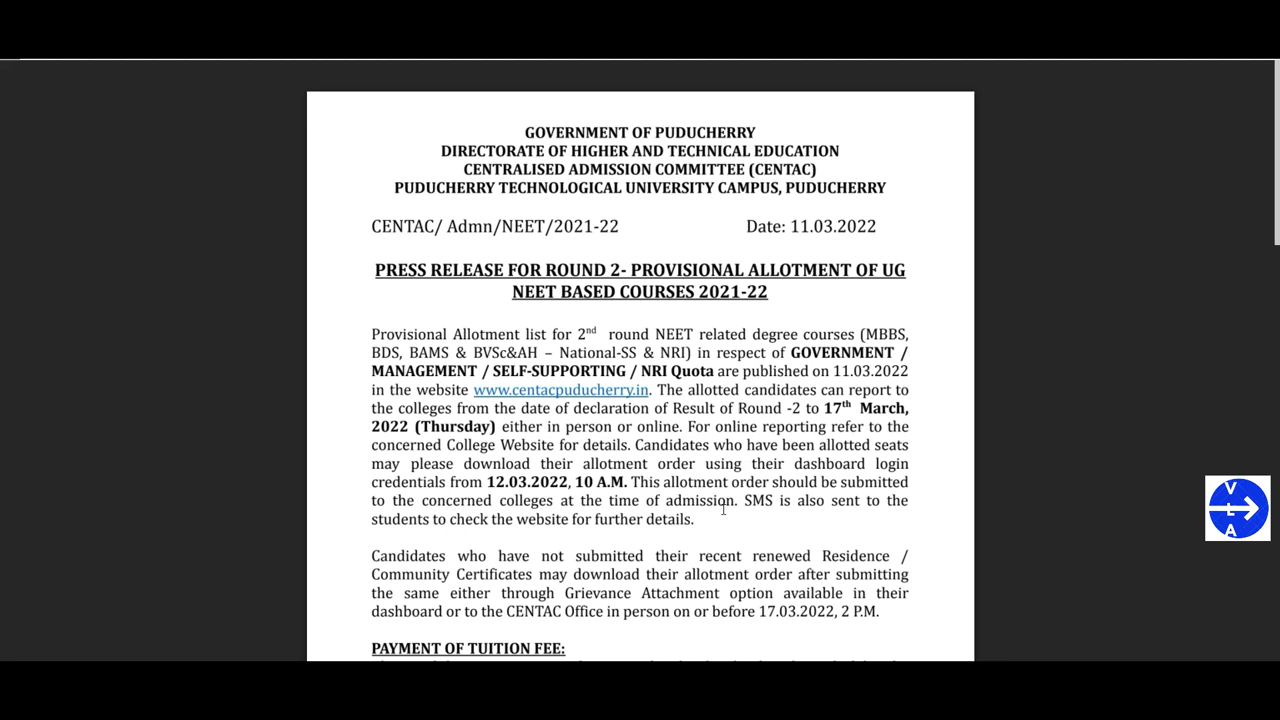 GOVERNMENT OF PUDUCHERRY
DIRECTORATE OF HIGHER AND TECHNICAL EDUCATION
CENTRALISED ADMISSION COMMITTEE (CENTAC)
PUDUCHERRY TECHNOLOGICAL UNIVERSITY CAMPUS, PUDUCHERRY
CENTAC/ Admn/NEET/2021-22 Date: 11.03.2022
PRESS RELEASE FOR ROUND 2- PROVISIONAL ALLOTMENT OF UG
NEET BASED COURSES 2021-22
Provisional Allotment list for 2nd round NEET related degree courses (MBBS,
BDS, BAMS & BVSc&AH – National-SS & NRI) in respect of GOVERNMENT /
MANAGEMENT / SELF-SUPPORTING / NRI Quota are published on 11.03.2022
in the website www.centacpuducherry.in. The allotted candidates can report to
the colleges from the date of declaration of Result of Round -2 to 17th March,
2022 (Thursday) either in person or online. For online reporting refer to the
concerned College Website for details. Candidates who have been allotted seats
may please download their allotment order using their dashboard login
credentials from 12.03.2022, 10 A.M. This allotment order should be submitted
to the concerned colleges at the time of admission. SMS is also sent to the
students to check the website for further details.
Candidates who have not submitted their recent renewed Residence /
Community Certificates may download their allotment order after submitting
the same either through Grievance Attachment option available in their
dashboard or to the CENTAC Office in person on or before 17.03.2022, 2 P.M.
PAYMENT OF TUITION FEE:
V
L
A